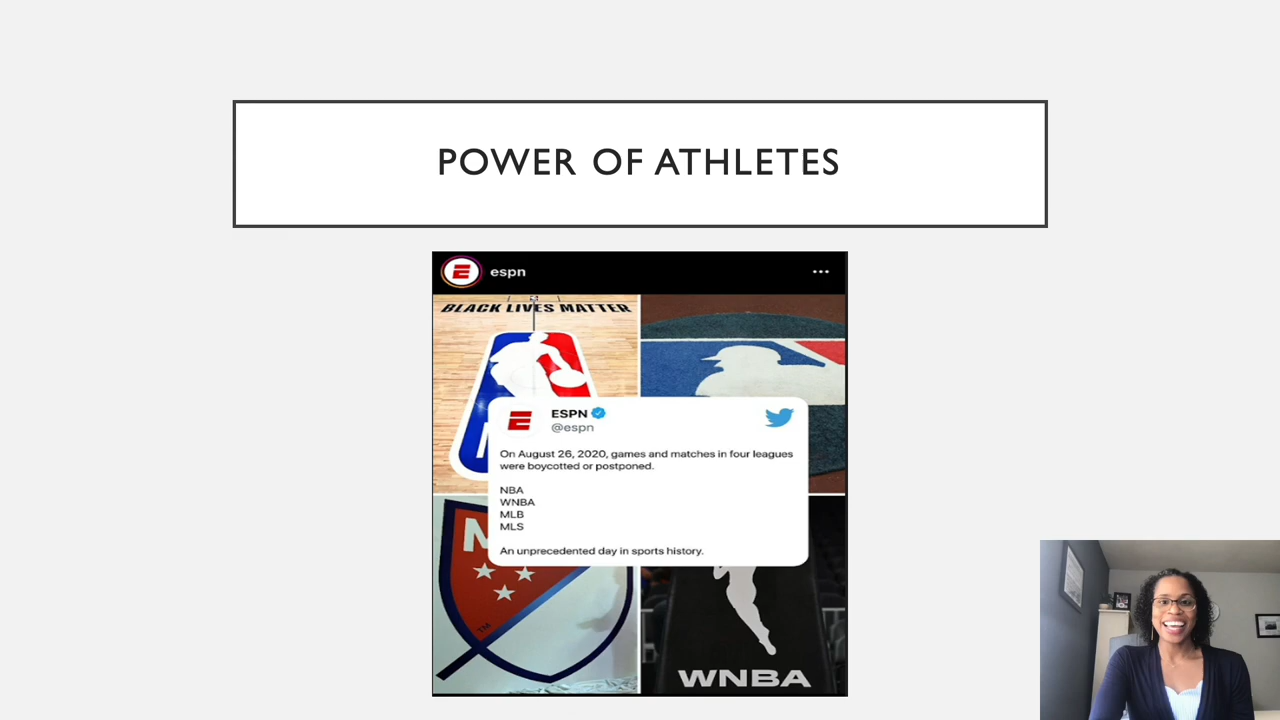 POWER OF ATHLETES
espn
BLACK LIVES MATTER
ESPN
@espn
On August 26, 2020, games and matches in four leagues
were boycotted or postponed.
NBA
WNBA
MLB
MLS
An unprecedented day in sports history.
M
TM
WNBA